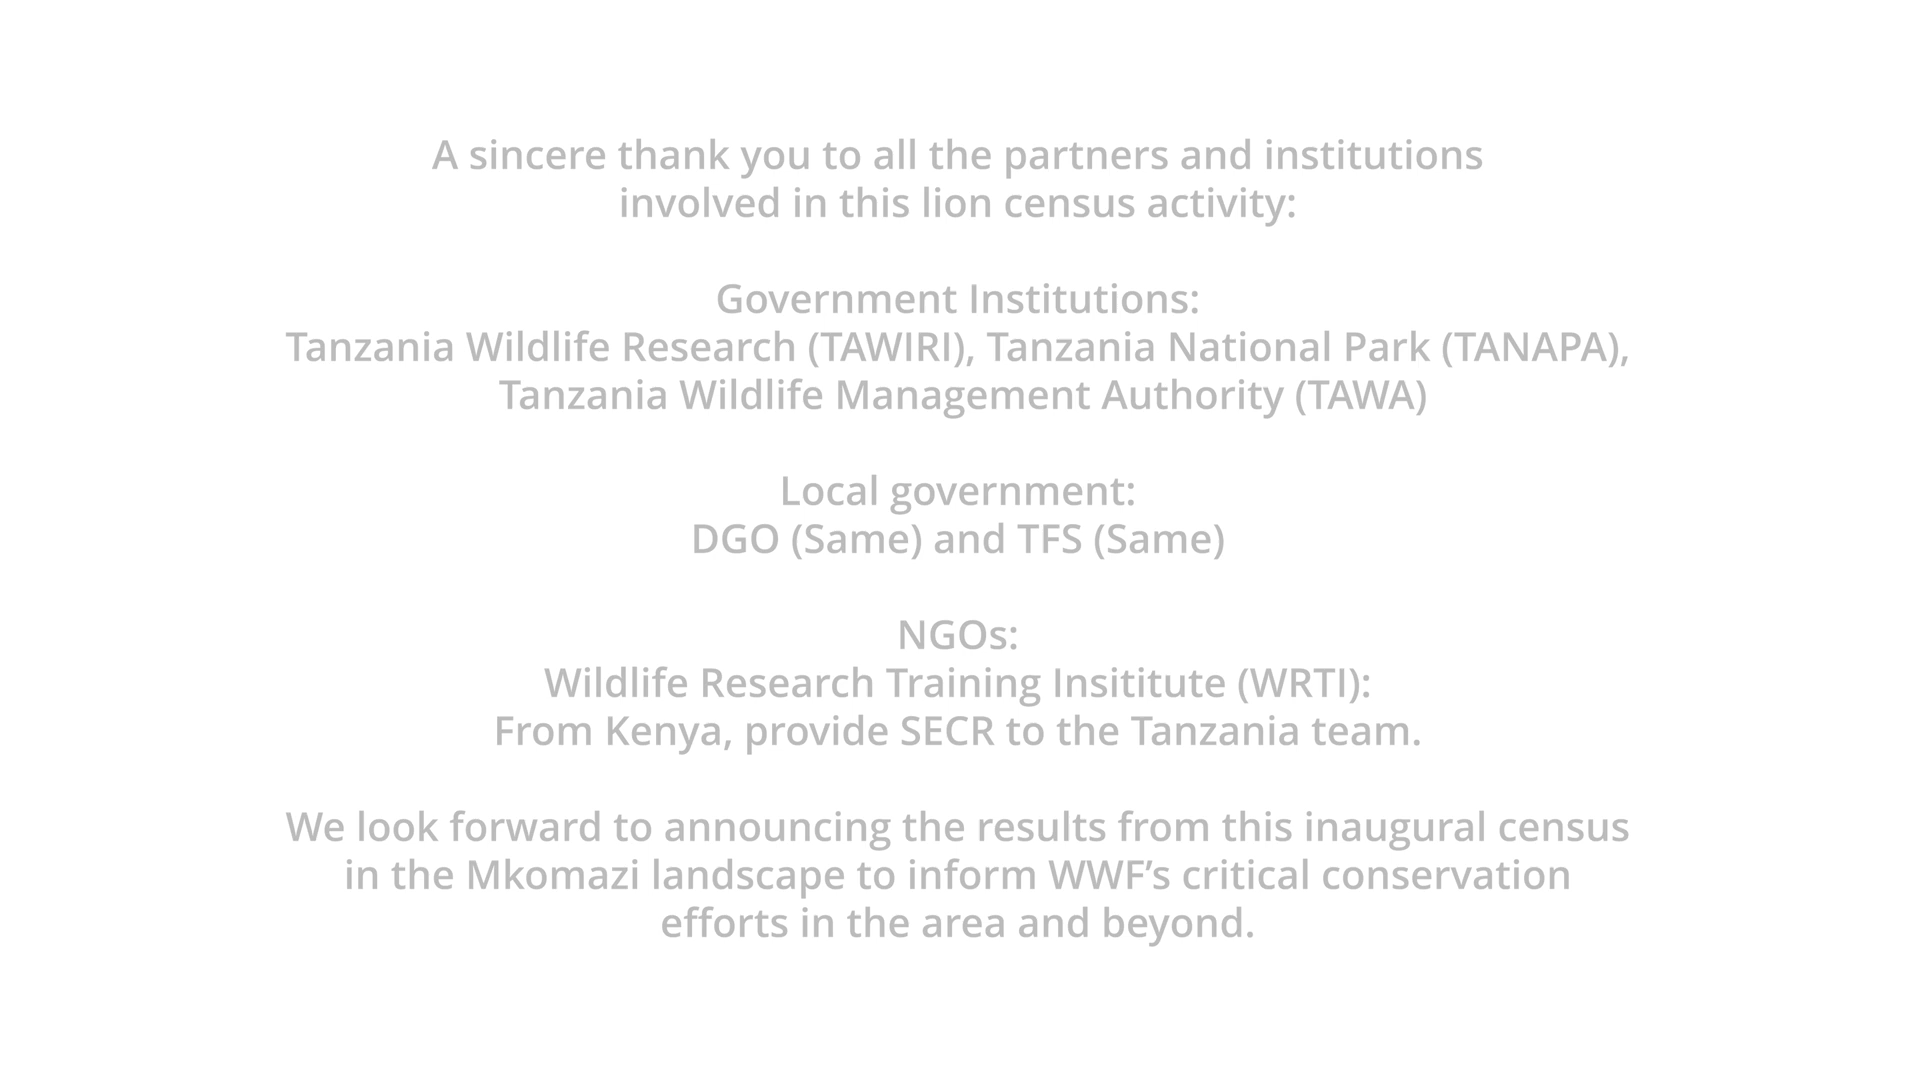 A sincere thank you to all the partners and institutions
involved in this lion census activity:
Government Institutions:
Tanzania Wildlife Research (TAWIRI), Tanzania National Park (TANAPA),
Tanzania Wildlife Management Authority (TAWA)
Local government:
DGO (Same) and TFS (Same)
NGOs:
Wildlife Research Training Insititute (WRTI):
From Kenya, provide SECR to the Tanzania team.
We look forward to announcing the results from this inaugural census
in the Mkomazi landscape to inform WWF’s critical conservation
efforts in the area and beyond.